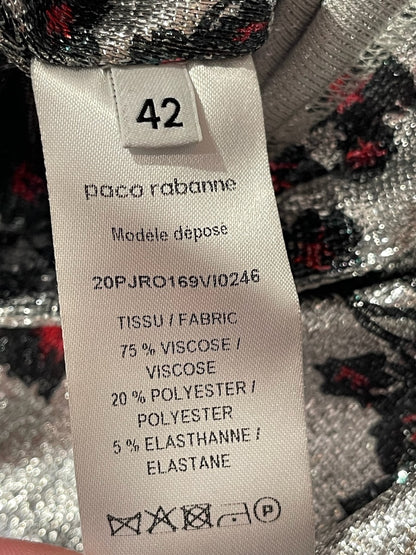 42
paco rabanne
Modèle déposé
20PJRO169VI0246
TISSU / FABRIC
75 % VISCOSE /
VISCOSE
20 % POLYESTER /
POLYESTER
5 % ELASTHANNE /
ELASTANE
P